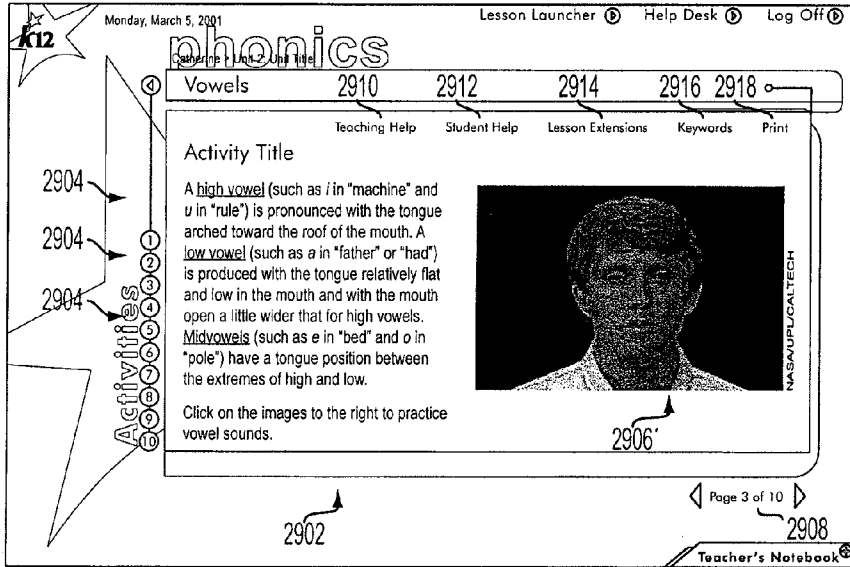 k12
Monday, March 5, 2001
Lesson Launcher
Help Desk
Log Off
phonics
Catherine > Unit 2: Unit Title
Vowels
2910
2912
2914
2916
2918
Teaching Help
Student Help
Lesson Extensions
Keywords
Print
Activity Title
A high vowel (such as i in "machine" and
u in "rule") is pronounced with the tongue
arched toward the roof of the mouth. A
low vowel (such as a in "father" or "had")
is produced with the tongue relatively flat
and low in the mouth and with the mouth
open a little wider that for high vowels.
Midvowels (such as e in "bed" and o in
"pole") have a tongue position between
the extremes of high and low.
Click on the images to the right to practice
vowel sounds.
NASA/UPL/CALTECH
2904
2904
2904
Activities
1
2
3
4
5
6
7
8
9
10
2906'
2902
Page 3 of 10
2908
Teacher's Notebook